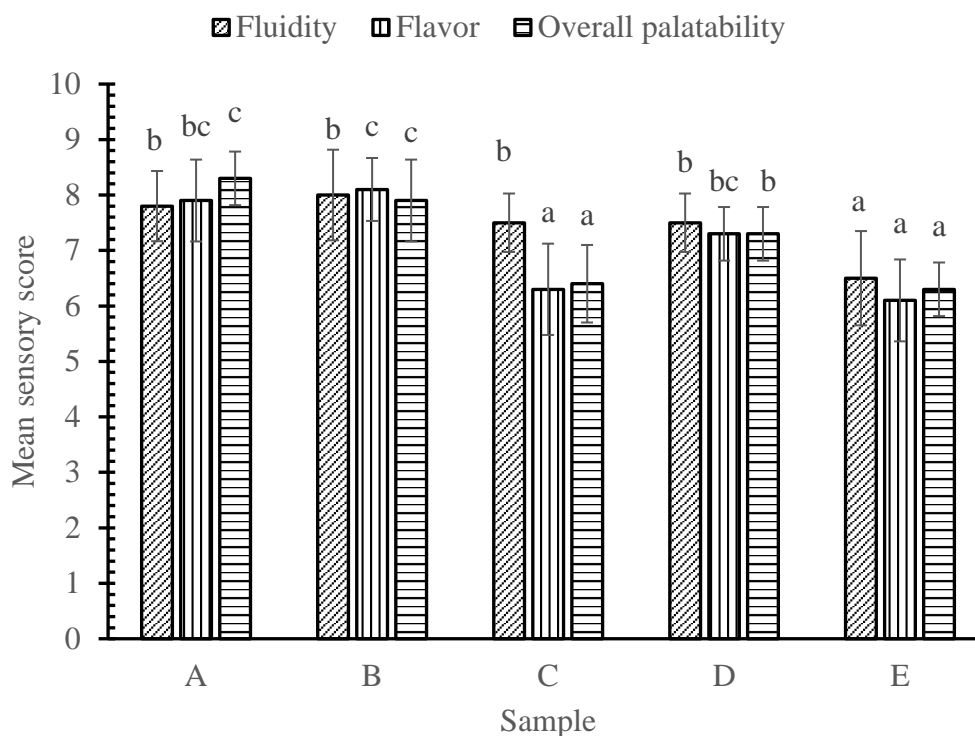 Fluidity Flavor Overall palatability
10
9
8
7
6
5
4
3
2
1
0
Mean sensory score
b bc c
b c c
b a a
b bc b
a a a
A B C D E
Sample